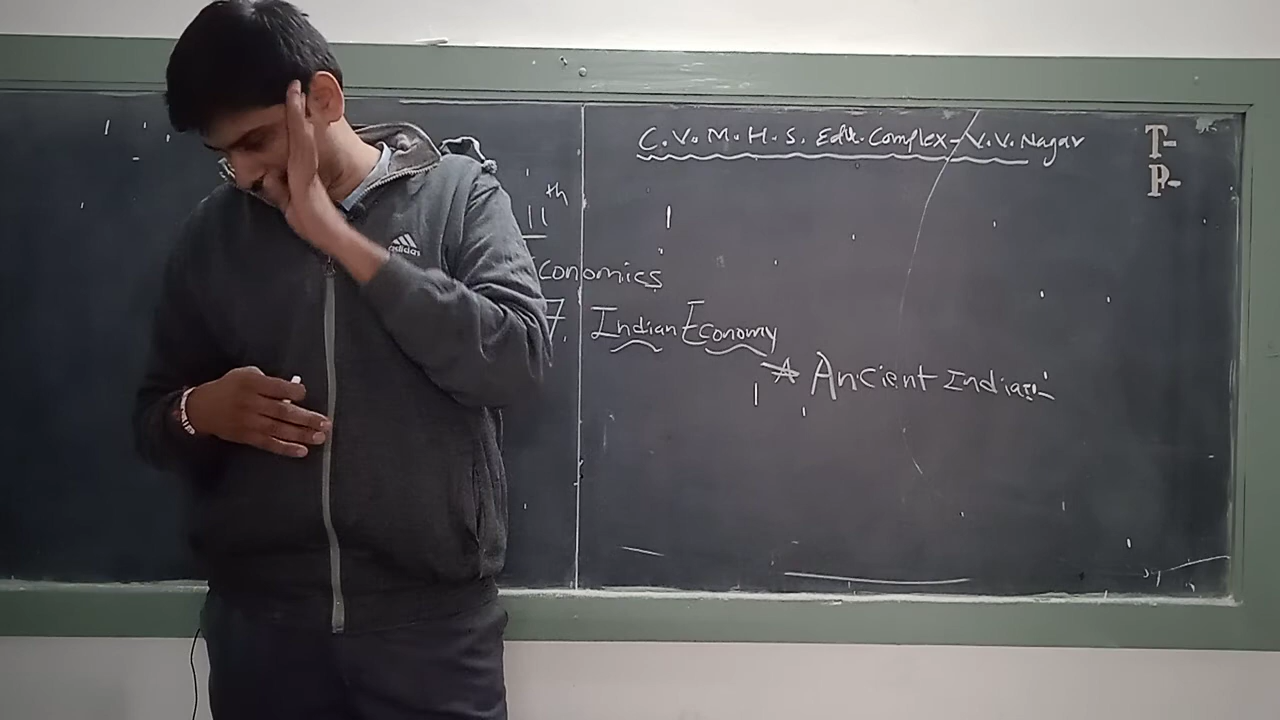 C.V.M.H.S. Edu. Complex - V.V. Nagar
T-
P-
11th
conomics
7. Indian Economy
Ancient Indian
adidas